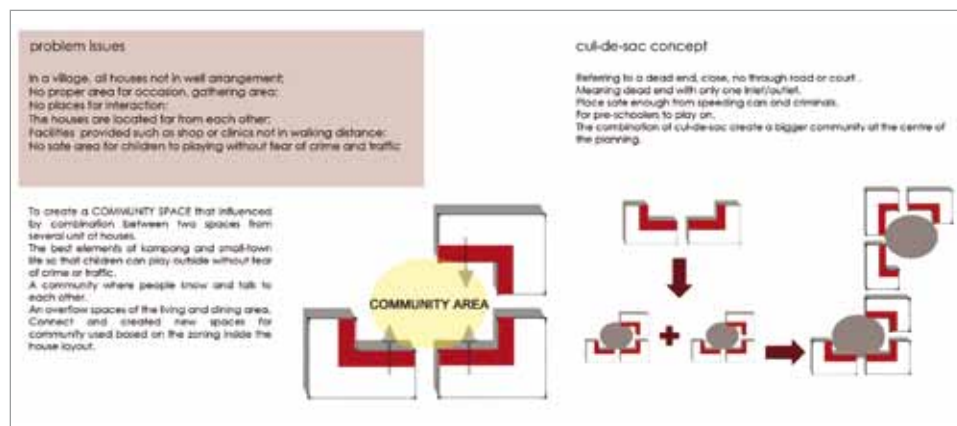 problem issues
In a village, all houses not in well arrangement;
No proper area for occasion, gathering area;
No places for interaction;
The houses are located far from each other;
Facilities provided such as shop or clinics not in walking distance;
No safe area for children to playing without fear of crime and traffic
To create a COMMUNITY SPACE that influenced
by combination between two spaces from
several unit of houses.
The best elements of kampong and small-town
life so that children can play outside without fear
of crime or traffic.
A community where people know and talk to
each other.
An overflow spaces of the living and dining area.
Connect and created new spaces for
community used based on the zoning inside the
house layout.
COMMUNITY AREA
cul-de-sac concept
Referring to a dead end, close, no through road or court .
Meaning dead end with only one inlet/outlet.
Place safe enough from speeding cars and criminals.
For pre-schoolers to play on.
The combination of cul-de-sac create a bigger community at the centre of
the planning.